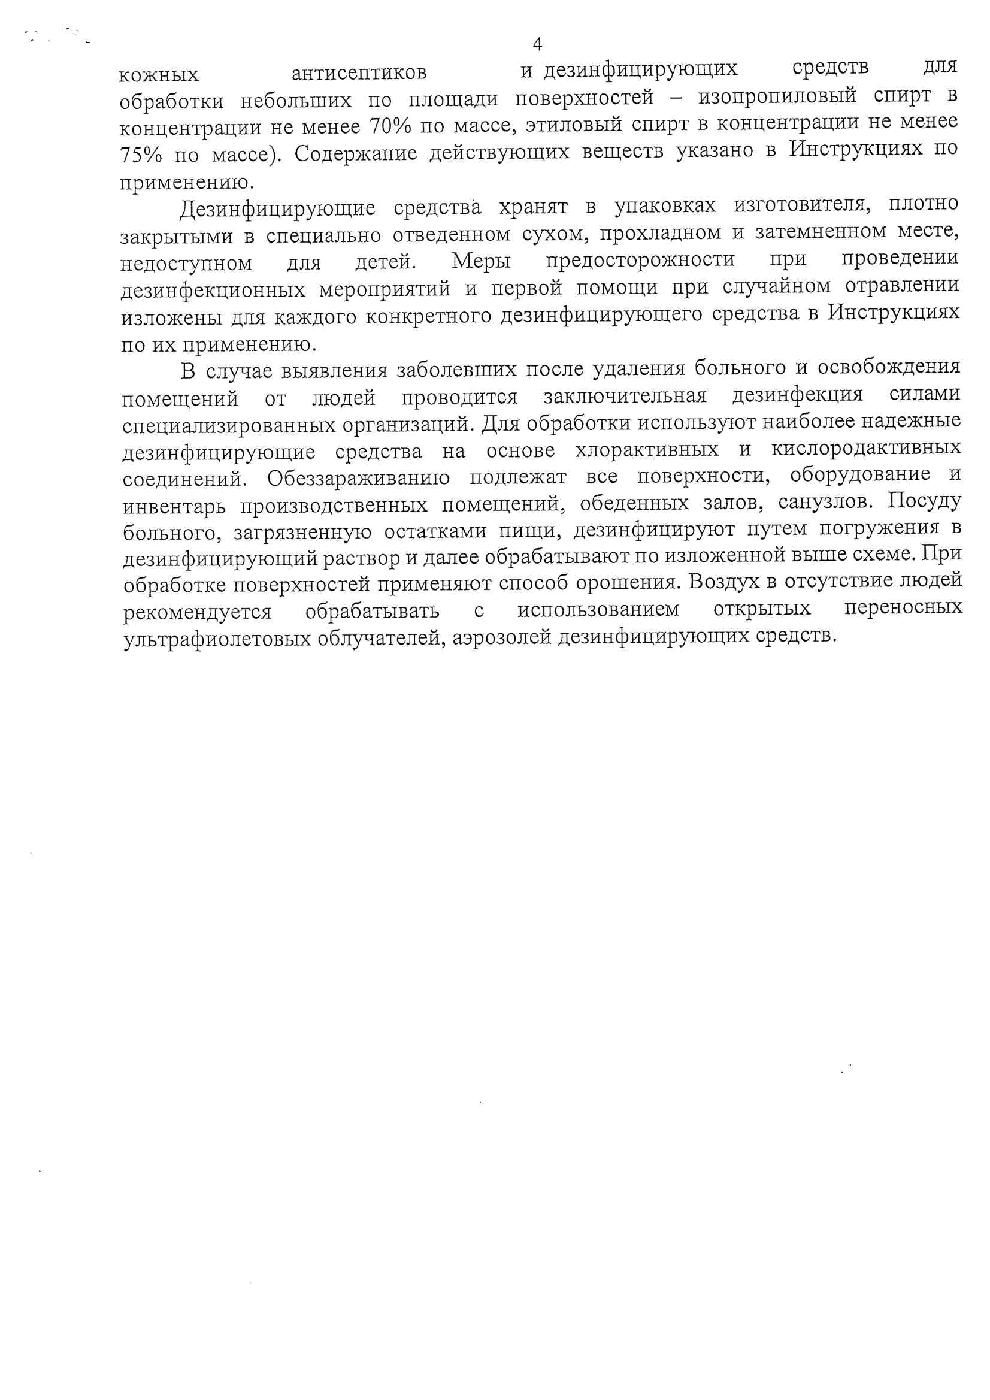 4
кожных антисептиков и дезинфицирующих средств для
обработки небольших по площади поверхностей – изопропиловый спирт в
концентрации не менее 70% по массе, этиловый спирт в концентрации не менее
75% по массе). Содержание действующих веществ указано в Инструкциях по
применению.
Дезинфицирующие средства хранят в упаковках изготовителя, плотно
закрытыми в специально отведенном сухом, прохладном и затемненном месте,
недоступном для детей. Меры предосторожности при проведении
дезинфекционных мероприятий и первой помощи при случайном отравлении
изложены для каждого конкретного дезинфицирующего средства в Инструкциях
по их применению.
В случае выявления заболевших после удаления больного и освобождения
помещений от людей проводится заключительная дезинфекция силами
специализированных организаций. Для обработки используют наиболее надежные
дезинфицирующие средства на основе хлорактивных и кислородактивных
соединений. Обеззараживанию подлежат все поверхности, оборудование и
инвентарь производственных помещений, обеденных залов, санузлов. Посуду
больного, загрязненную остатками пищи, дезинфицируют путем погружения в
дезинфицирующий раствор и далее обрабатывают по изложенной выше схеме. При
обработке поверхностей применяют способ орошения. Воздух в отсутствие людей
рекомендуется обрабатывать с использованием открытых переносных
ультрафиолетовых облучателей, аэрозолей дезинфицирующих средств.